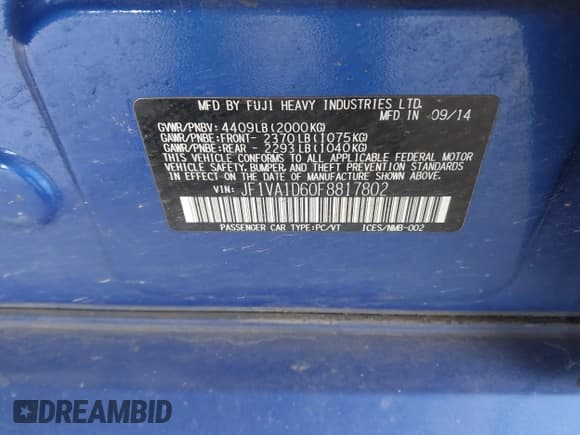 MFD BY FUJI HEAVY INDUSTRIES LTD.
MFD IN 09/14
GVWR/PNBV: 4409LB(2000KG)
GAWR/PNBE:FRONT- 2370LB(1075KG)
GAWR/PNBE:REAR - 2293LB(1040KG)
THIS VEHICLE CONFORMS TO ALL APPLICABLE FEDERAL MOTOR
VEHICLE SAFETY,BUMPER,AND THEFT PREVENTION STANDARDS
IN EFFECT ON THE DATE OF MANUFACTURE SHOWN ABOVE.
VIN: JF1VA1D60F8817802
PASSENGER CAR TYPE:PC/VT ICES/NMB-002
DREAMBID